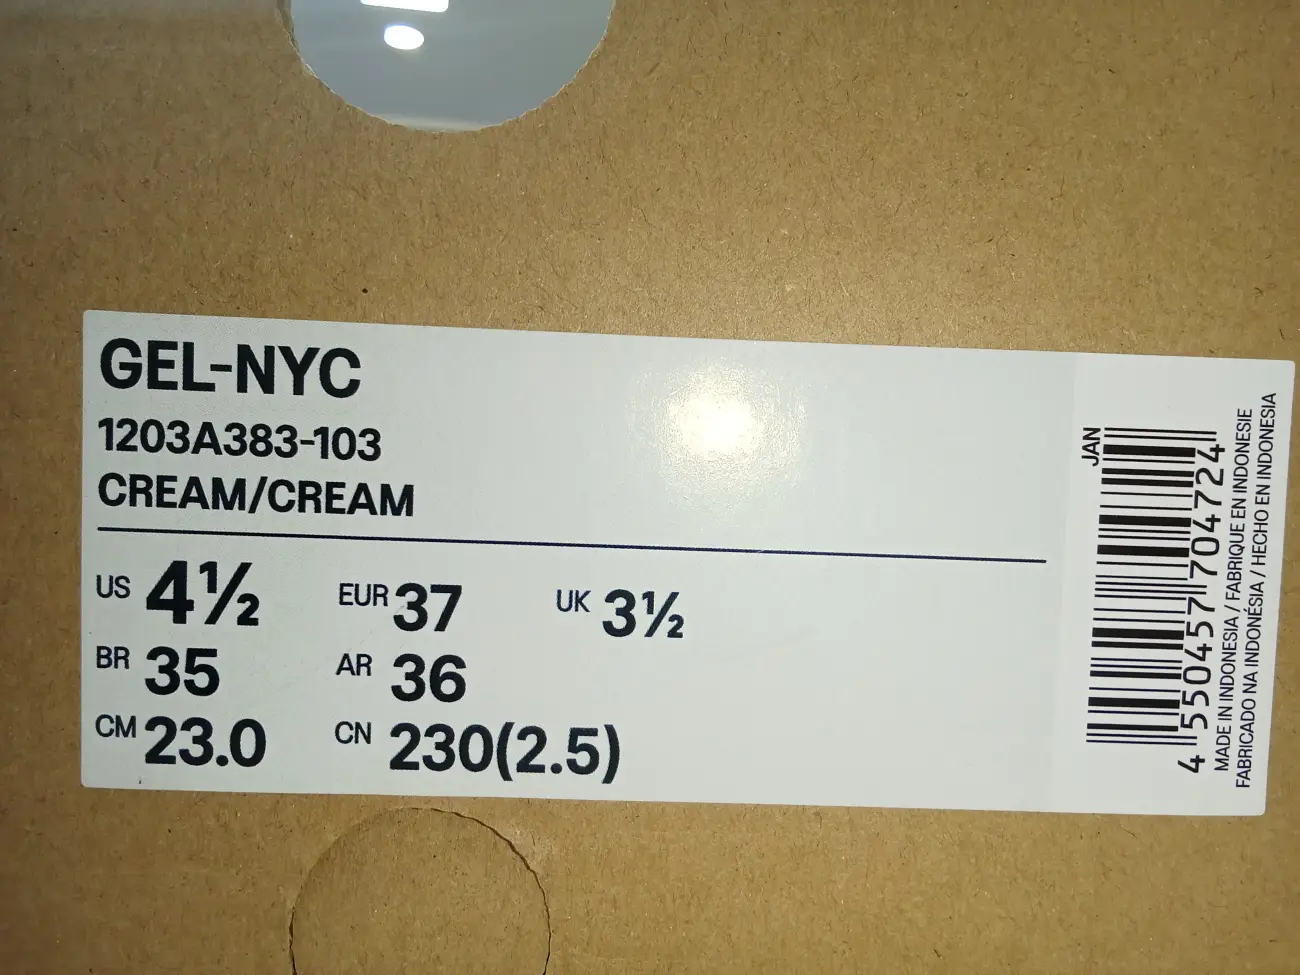 GEL-NYC
1203A383-103
CREAM/CREAM
US 4½ EUR 37 UK 3½
BR 35 AR 36
CM 23.0 CN 230(2.5)
JAN
4 550457 704724
MADE IN INDONESIA / FABRIQUE EN INDONESIE
FABRICADO NA INDONÉSIA / HECHO EN INDONESIA